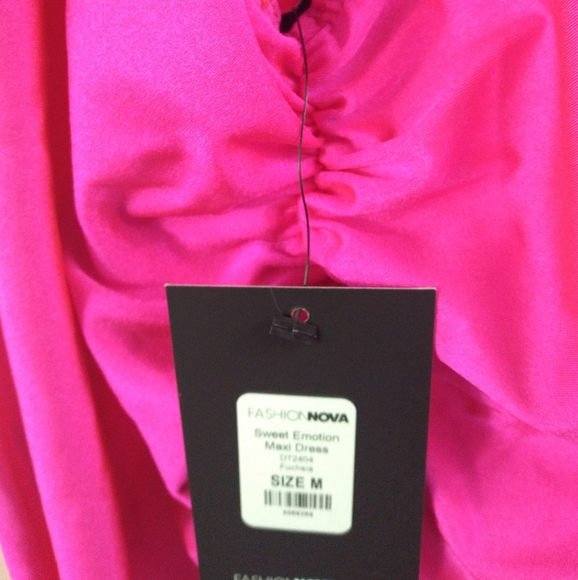 FASHIONNOVA
Sweet Emotion
Maxi Dress
DT2404
Fuchsia
SIZE M